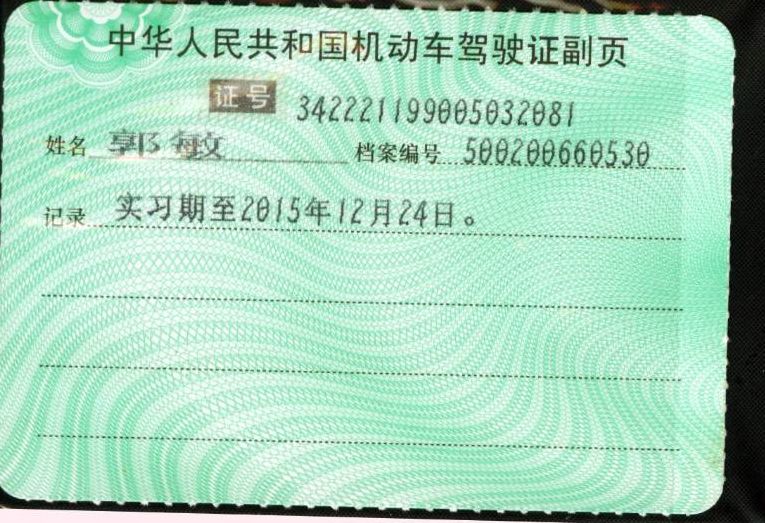 中华人民共和国机动车驾驶证副页
证号 342221199005032081
姓名 郭敏 档案编号 500200660530
记录 实习期至2015年12月24日。